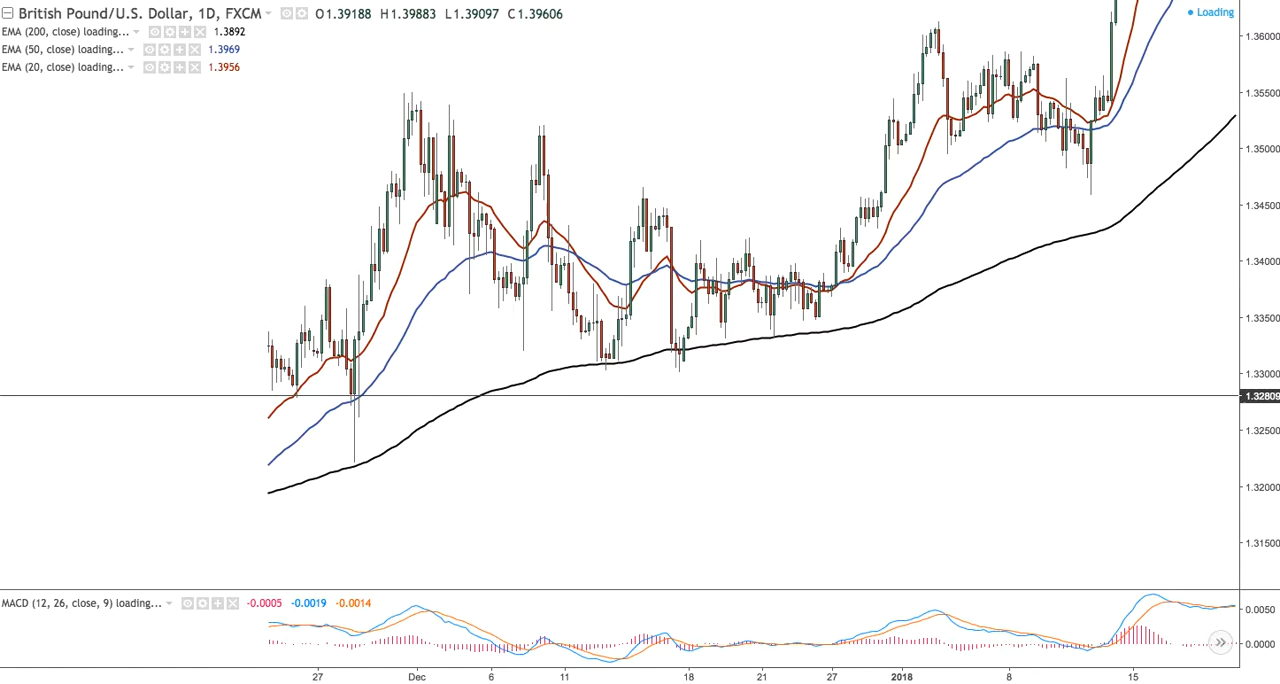 British Pound/U.S. Dollar, 1D, FXCM O1.39188 H1.39883 L1.39097 C1.39606
Loading
EMA (200, close) loading... 1.3892
EMA (50, close) loading... 1.3969
EMA (20, close) loading... 1.3956
1.36000
1.35500
1.35000
1.34500
1.34000
1.33500
1.33000
1.32809
1.32500
1.32000
1.31500
MACD (12, 26, close, 9) loading... -0.0005 -0.0019 -0.0014
0.0050
0.0000
27 Dec 6 11 18 21 27 2018 8 15